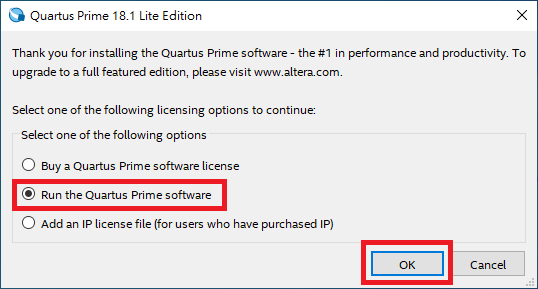 Quartus Prime 18.1 Lite Edition
Thank you for installing the Quartus Prime software - the #1 in performance and productivity. To
upgrade to a full featured edition, please visit www.altera.com.
Select one of the following licensing options to continue:
Select one of the following options
Buy a Quartus Prime software license
Run the Quartus Prime software
Add an IP license file (for users who have purchased IP)
OK
Cancel